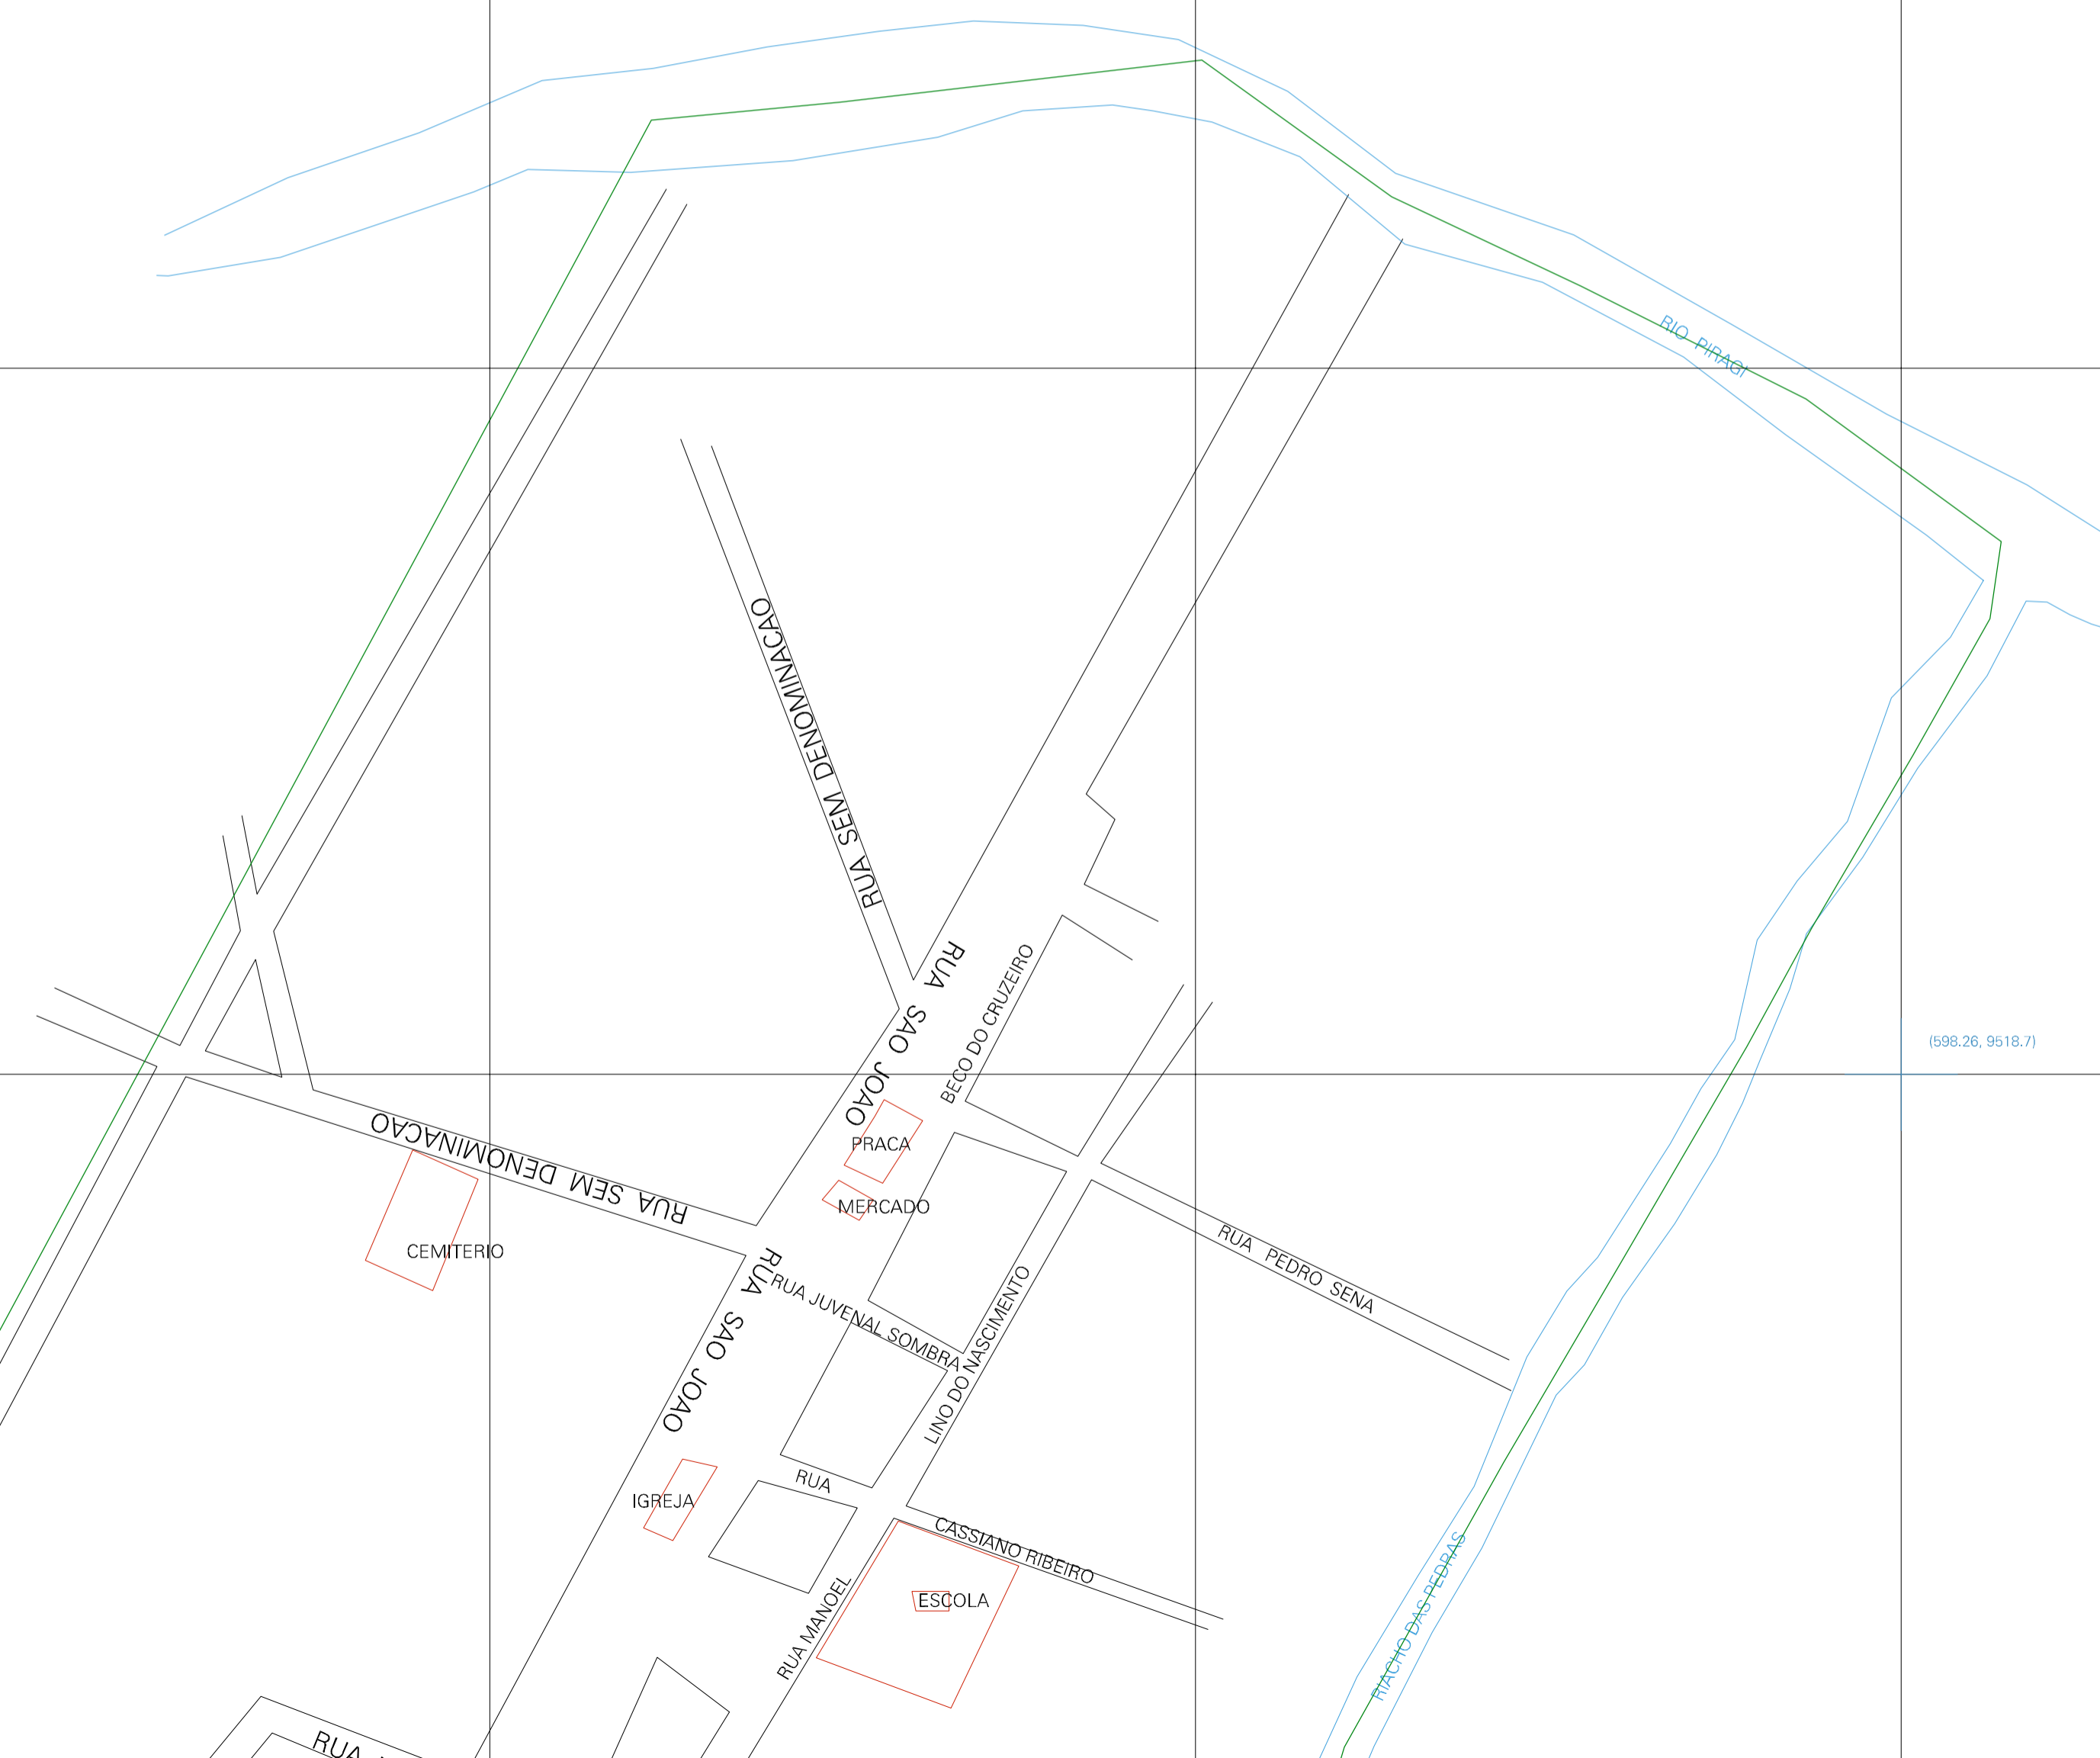 RIO PIRAGI
RUA SEM DENOMINACAO
RUA SAO JOAO
BECO DO CRUZEIRO
(598.26, 9518.7)
RUA SEM DENOMINACAO
PRACA
MERCADO
CEMITERIO
RUA PEDRO SENA
RUA SAO JOAO
RUA JUVENAL SOMBRA
RUA MANOEL LINO DO NASCIMENTO
IGREJA
RUA CASSIANO RIBEIRO
ESCOLA
RIACHO DAS PEDRAS
RUA